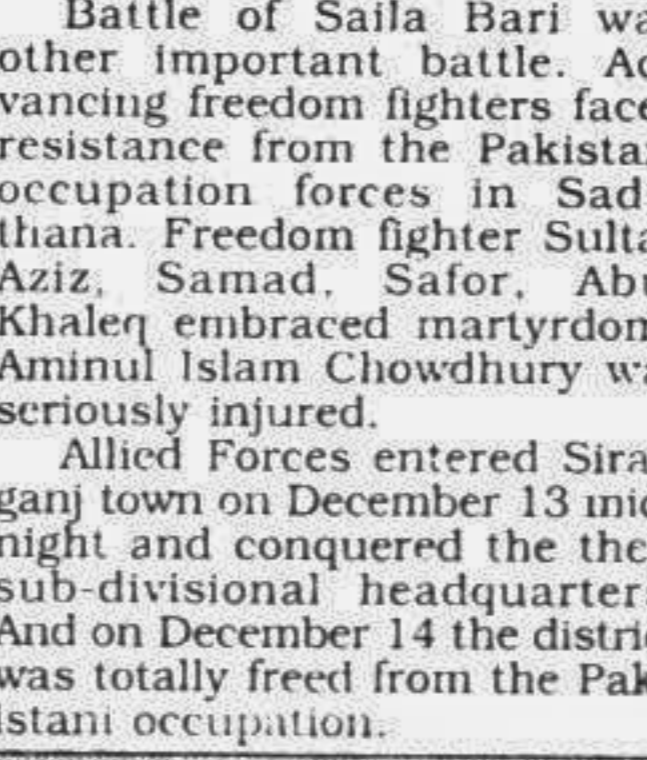 Battle of Saila Bari wa
other important battle. Ad
vancing freedom fighters face
resistance from the Pakista
occupation forces in Sad
thana. Freedom fighter Sulta
Aziz, Samad, Safor, Abu
Khaleq embraced martyrdom
Aminul Islam Chowdhury wa
seriously injured.
Allied Forces entered Sira
ganj town on December 13 mid
night and conquered the the
sub-divisional headquarter
And on December 14 the distric
was totally freed from the Pak
istani occupation.